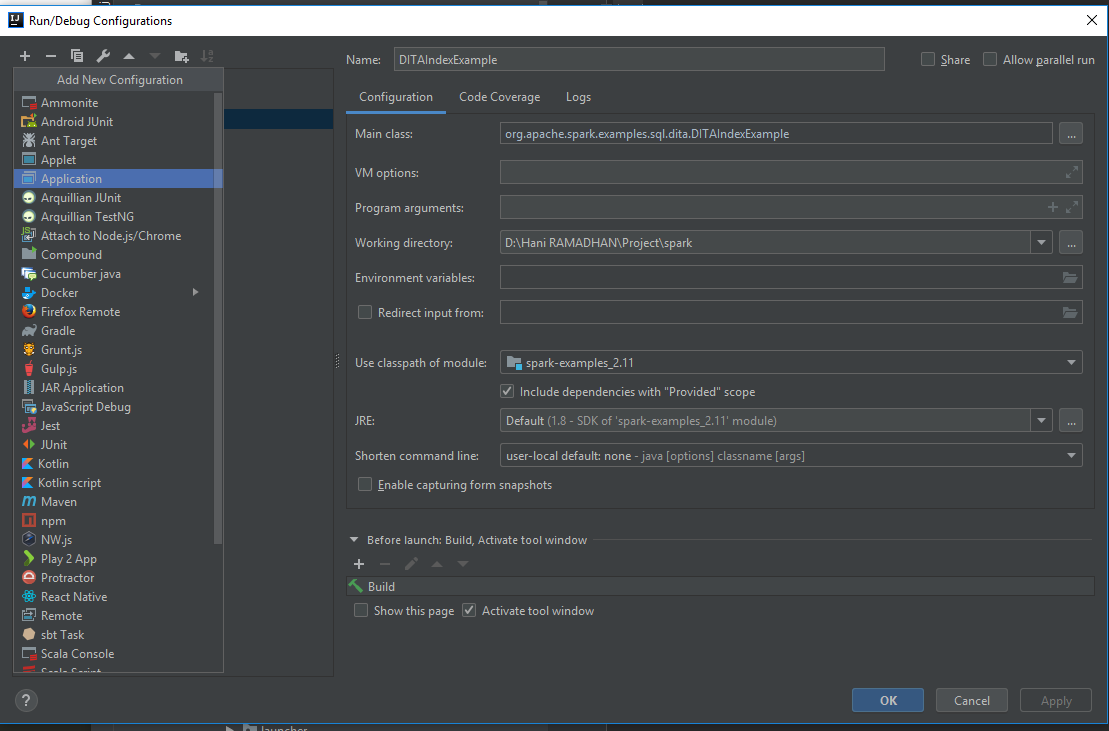 Run/Debug Configurations
Name: DITAIndexExample
Share Allow parallel run
Add New Configuration
Ammonite
Android JUnit
Ant Target
Applet
Application
Arquillian JUnit
Arquillian TestNG
Attach to Node.js/Chrome
Compound
Cucumber java
Docker
Firefox Remote
Gradle
Grunt.js
Gulp.js
JAR Application
JavaScript Debug
Jest
JUnit
Kotlin
Kotlin script
Maven
npm
NW.js
Play 2 App
Protractor
React Native
Remote
sbt Task
Scala Console
Scala Script
Configuration Code Coverage Logs
Main class: org.apache.spark.examples.sql.dita.DITAIndexExample ...
VM options:
Program arguments:
Working directory: D:\Hani RAMADHAN\Project\spark ...
Environment variables:
Redirect input from:
Use classpath of module: spark-examples_2.11
Include dependencies with "Provided" scope
JRE: Default (1.8 - SDK of 'spark-examples_2.11' module) ...
Shorten command line: user-local default: none - java [options] classname [args]
Enable capturing form snapshots
Before launch: Build, Activate tool window
Build
Show this page Activate tool window
?
OK Cancel Apply
launcher